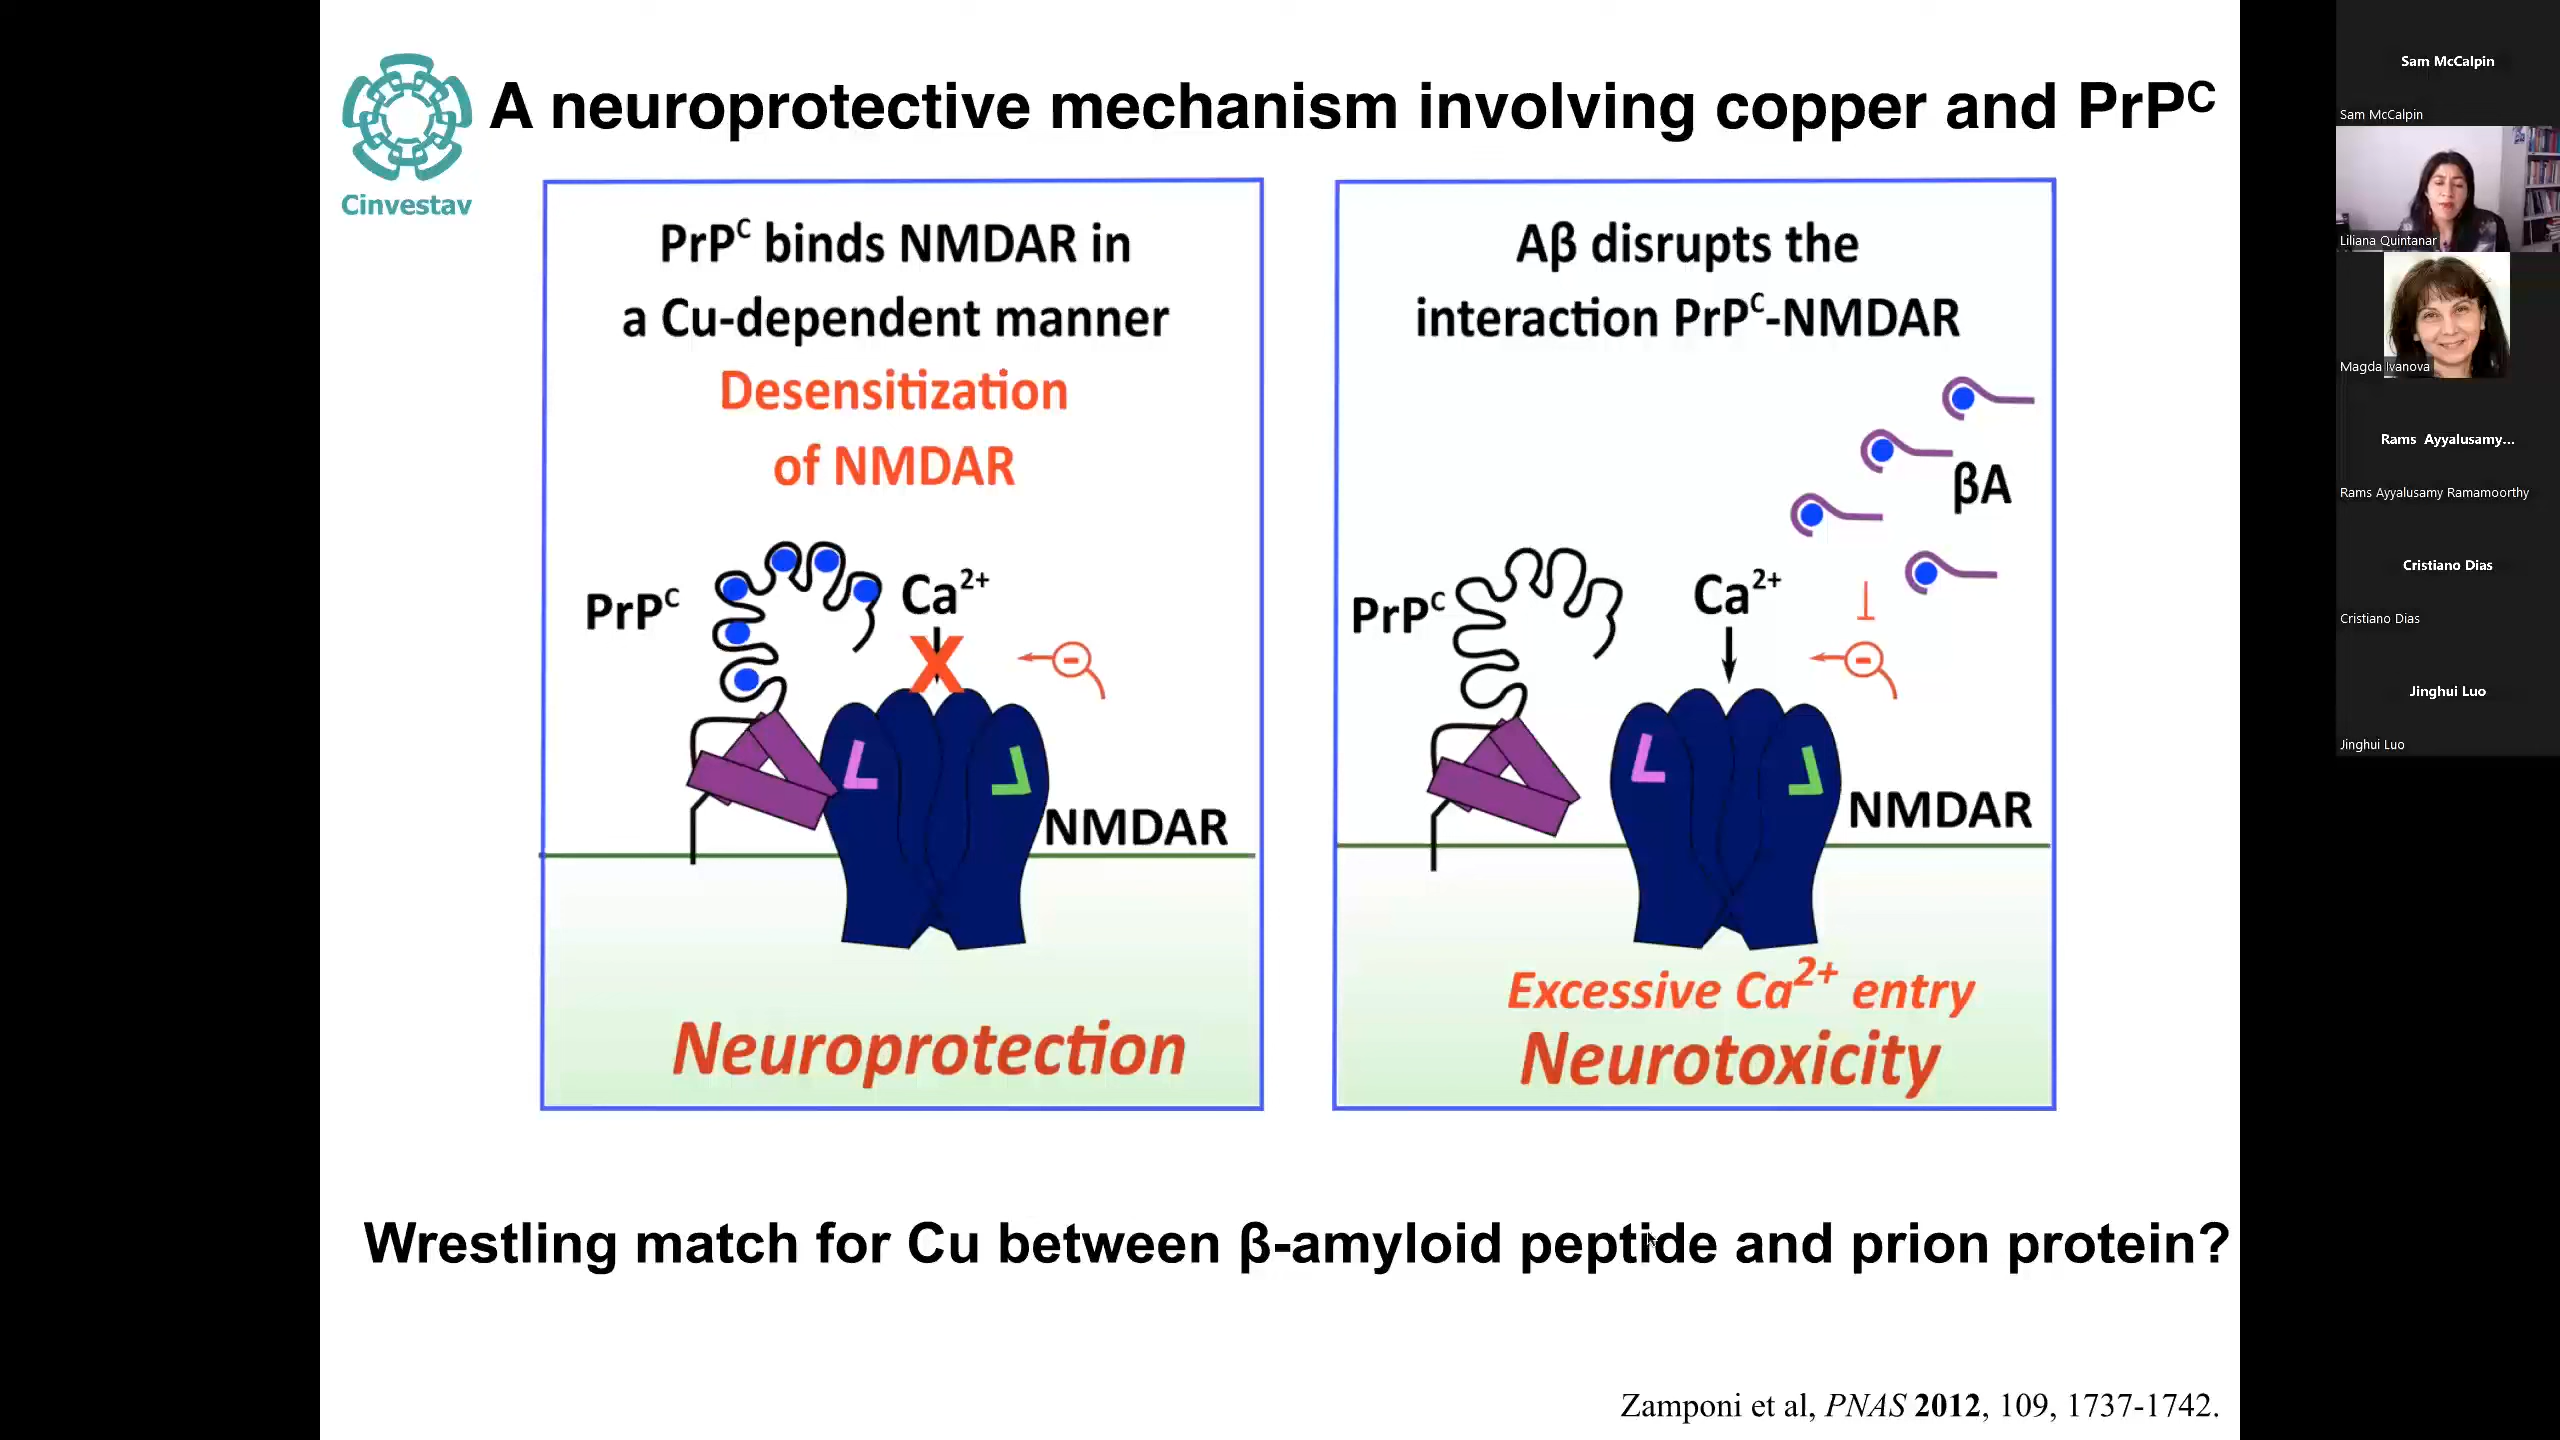 A neuroprotective mechanism involving copper and PrPᶜ
Cinvestav
PrPᶜ binds NMDAR in
a Cu-dependent manner
Desensitization
of NMDAR
PrPᶜ
Ca²⁺
X
-
NMDAR
Neuroprotection
Aβ disrupts the
interaction PrPᶜ-NMDAR
βA
PrPᶜ
Ca²⁺
-
NMDAR
Excessive Ca²⁺ entry
Neurotoxicity
Wrestling match for Cu between β-amyloid peptide and prion protein?
Zamponi et al, PNAS 2012, 109, 1737-1742.
Sam McCalpin
Sam McCalpin
Liliana Quintanar
Magda Ivanova
Rams Ayyalusamy...
Rams Ayyalusamy Ramamoorthy
Cristiano Dias
Cristiano Dias
Jinghui Luo
Jinghui Luo